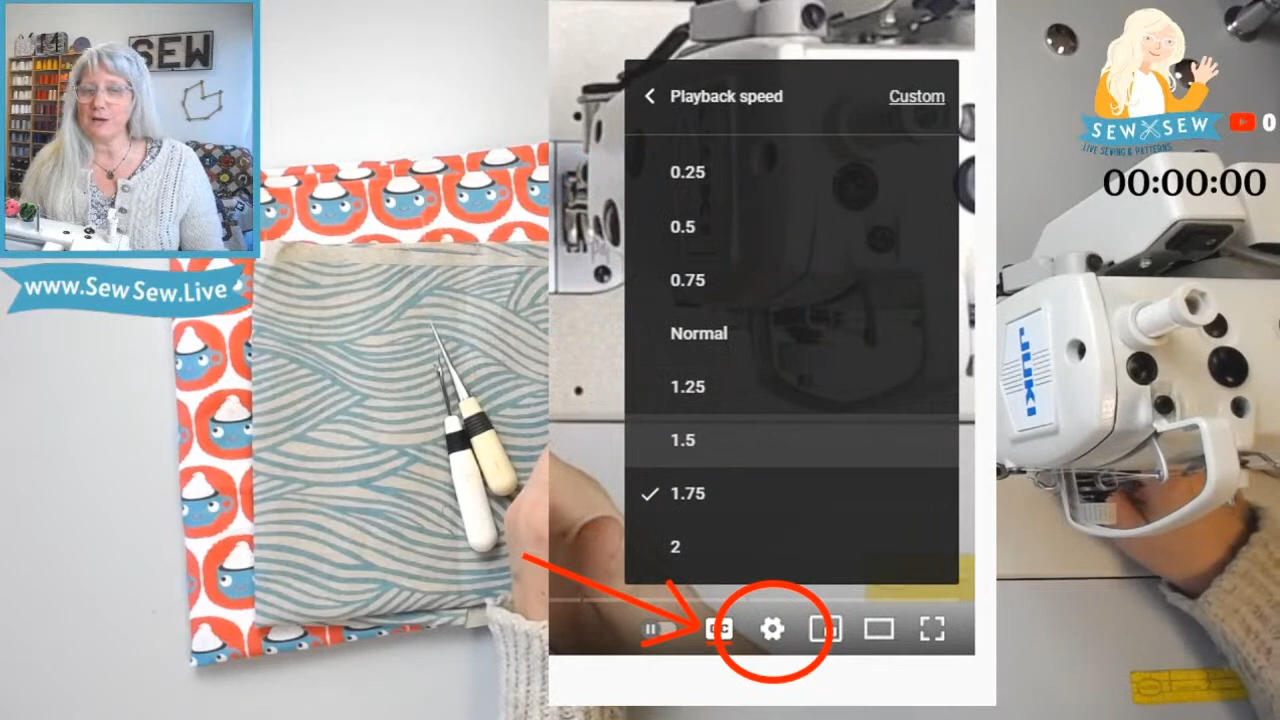 SEW
www.SewSew.Live
Playback speed
Custom
0.25
0.5
0.75
Normal
1.25
1.5
1.75
2
SEW SEW
LIVE SEWING & PATTERNS
0
00:00:00
JUKI